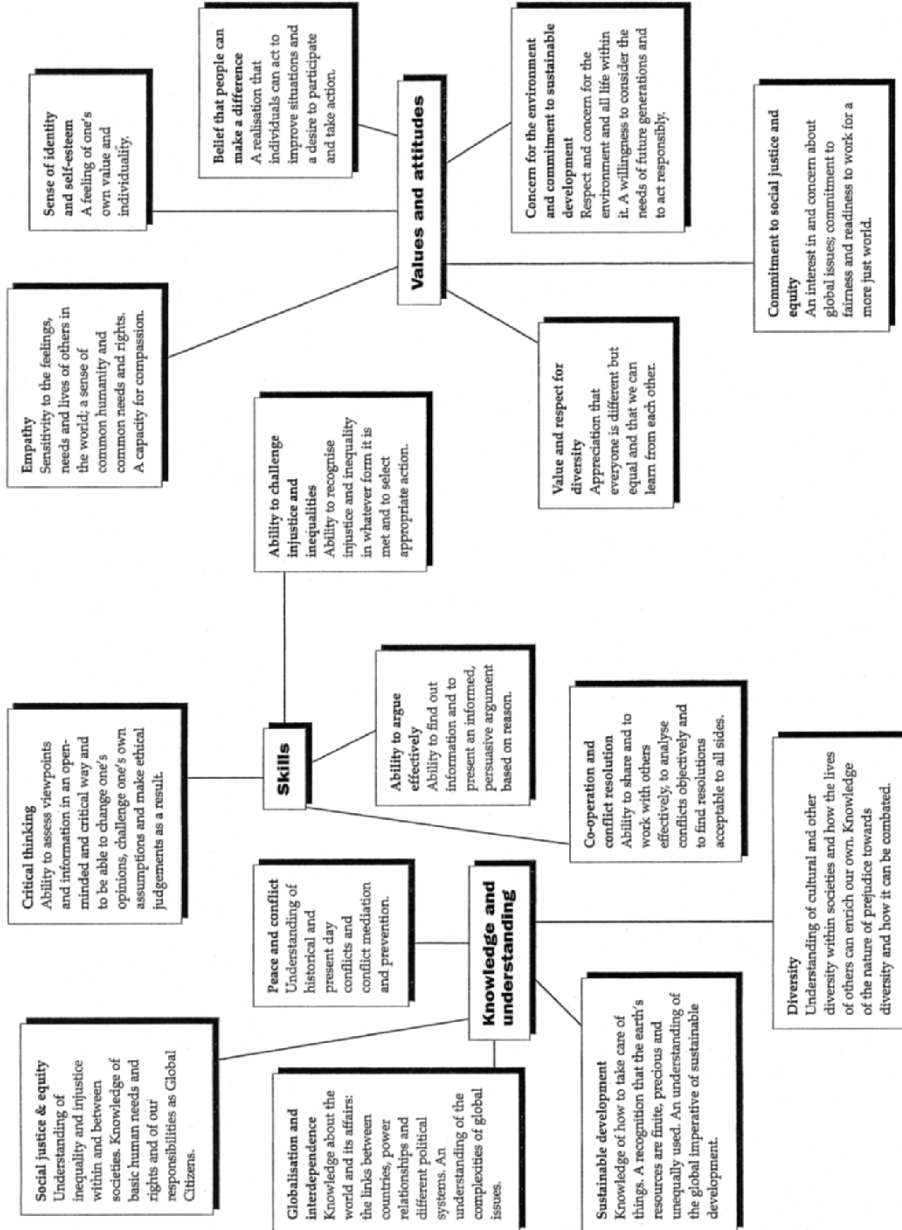 Social justice & equity
Understanding of
inequality and injustice
within and between
societies. Knowledge of
basic human needs and
rights and of our
responsibilities as Global
Citizens.
Globalisation and
interdependence
Knowledge about the
world and its affairs:
the links between
countries, power
relationships and
different political
systems. An
understanding of the
complexities of global
issues.
Peace and conflict
Understanding of
historical and
present day
conflicts and
conflict mediation
and prevention.
Knowledge and
understanding
Sustainable development
Knowledge of how to take care of
things. A recognition that the earth's
resources are finite, precious and
unequally used. An understanding of
the global imperative of sustainable
development.
Diversity
Understanding of cultural and other
diversity within societies and how the lives
of others can enrich our own. Knowledge
of the nature of prejudice towards
diversity and how it can be combated.
Critical thinking
Ability to assess viewpoints
and information in an open-
minded and critical way and
to be able to change one's
opinions, challenge one's own
assumptions and make ethical
judgements as a result.
Skills
Ability to challenge
injustice and
inequalities
Ability to recognise
injustice and inequality
in whatever form it is
met and to select
appropriate action.
Ability to argue
effectively
Ability to find out
information and to
present an informed,
persuasive argument
based on reason.
Co-operation and
conflict resolution
Ability to share and to
work with others
effectively, to analyse
conflicts objectively and
to find resolutions
acceptable to all sides.
Empathy
Sensitivity to the feelings,
needs and lives of others in
the world; a sense of
common humanity and
common needs and rights.
A capacity for compassion.
Sense of identity
and self-esteem
A feeling of one's
own value and
individuality.
Belief that people can
make a difference
A realisation that
individuals can act to
improve situations and
a desire to participate
and take action.
Values and attitudes
Value and respect for
diversity
Appreciation that
everyone is different but
equal and that we can
learn from each other.
Concern for the environment
and commitment to sustainable
development
Respect and concern for the
environment and all life within
it. A willingness to consider the
needs of future generations and
to act responsibly.
Commitment to social justice and
equity
An interest in and concern about
global issues; commitment to
fairness and readiness to work for a
more just world.